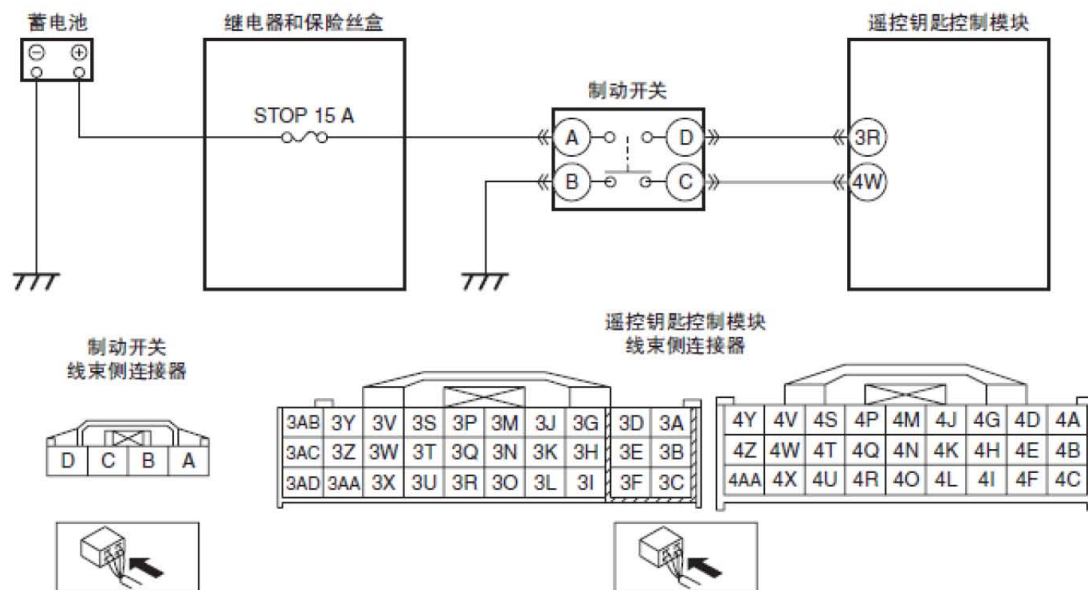 蓄电池
继电器和保险丝盒
遥控钥匙控制模块
制动开关
STOP 15 A
A
D
3R
B
C
4W
遥控钥匙控制模块
线束侧连接器
制动开关
线束侧连接器
D C B A
3AB 3Y 3V 3S 3P 3M 3J 3G 3D 3A
3AC 3Z 3W 3T 3Q 3N 3K 3H 3E 3B
3AD 3AA 3X 3U 3R 3O 3L 3I 3F 3C
4Y 4V 4S 4P 4M 4J 4G 4D 4A
4Z 4W 4T 4Q 4N 4K 4H 4E 4B
4AA 4X 4U 4R 4O 4L 4I 4F 4C